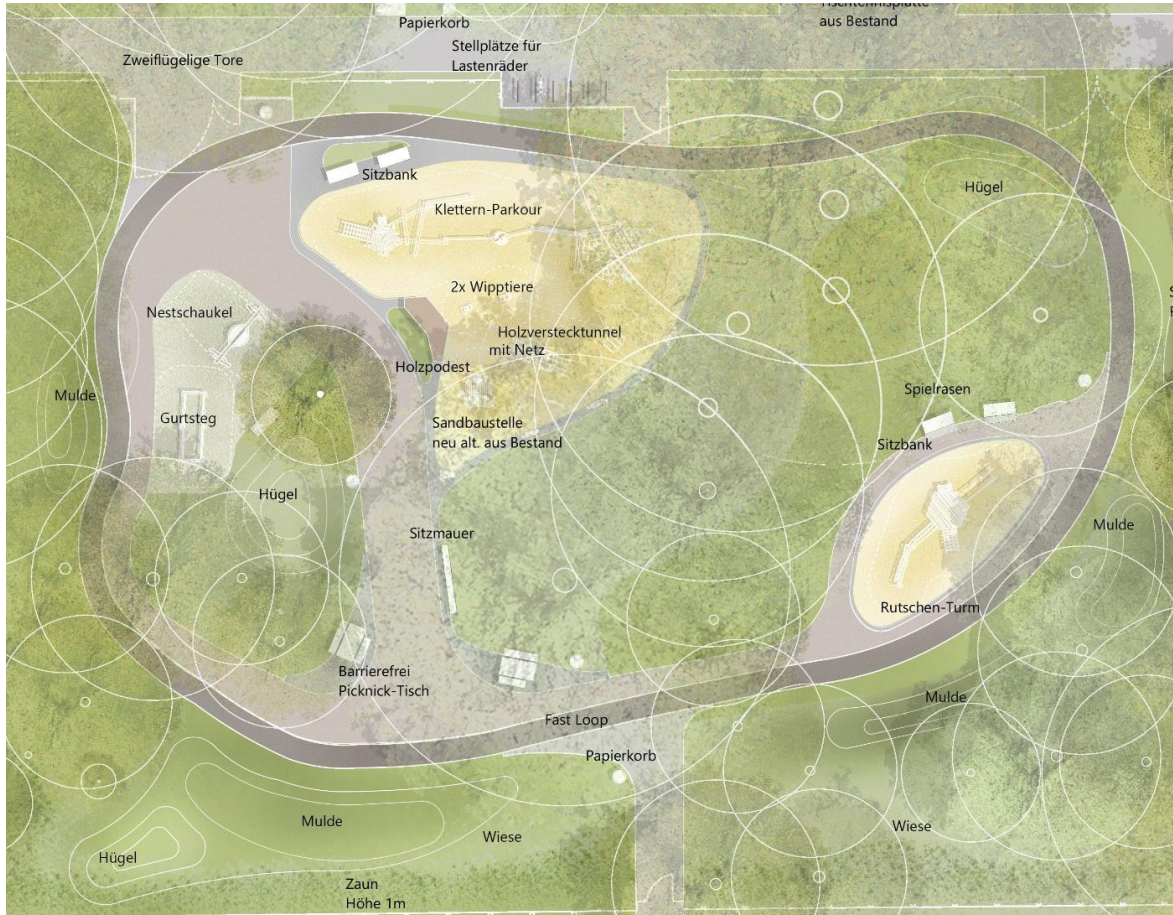 Tischtennisplatte
aus Bestand
Papierkorb
Stellplätze für
Lastenräder
Zweiflügelige Tore
Sitzbank
Hügel
Klettern-Parkour
2x Wipptiere
Nestschaukel
Holzverstecktunnel
mit Netz
Holzpodest
Mulde
Spielrasen
Gurtsteg
Sandbaustelle
neu alt. aus Bestand
Sitzbank
Hügel
Sitzmauer
Mulde
Rutschen-Turm
Barrierefrei
Picknick-Tisch
Mulde
Fast Loop
Papierkorb
Mulde
Wiese
Wiese
Hügel
Zaun
Höhe 1m